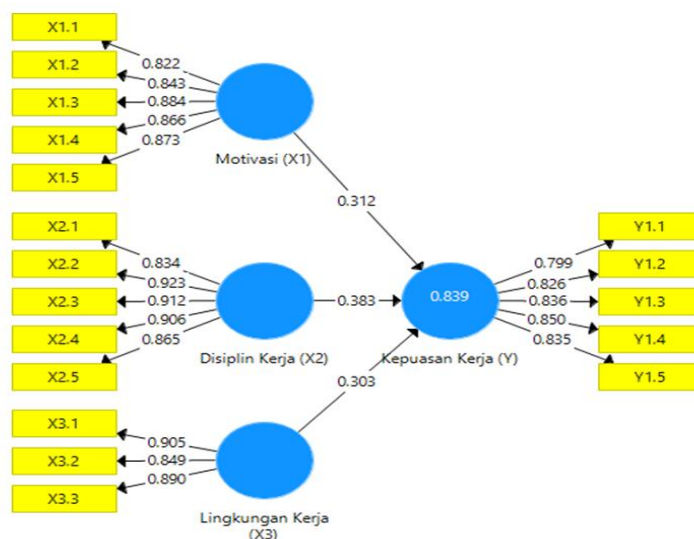 X1.1
X1.2
X1.3
X1.4
X1.5
0.822
0.843
0.884
0.866
0.873
Motivasi (X1)
0.312
X2.1
X2.2
X2.3
X2.4
X2.5
0.834
0.923
0.912
0.906
0.865
Disiplin Kerja (X2)
0.383
0.839
Kepuasan Kerja (Y)
0.799
0.826
0.836
0.850
0.835
Y1.1
Y1.2
Y1.3
Y1.4
Y1.5
0.303
X3.1
X3.2
X3.3
0.905
0.849
0.890
Lingkungan Kerja
(X3)